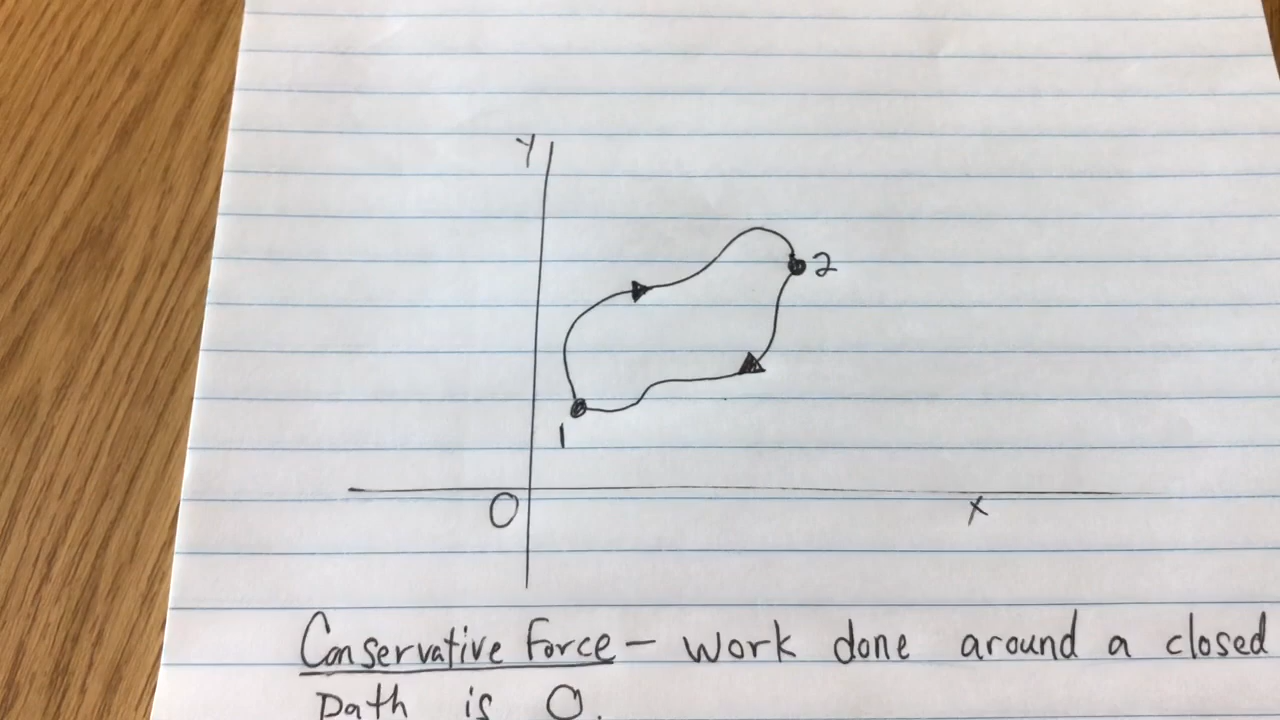 Y
2
1
O
X
Conservative Force - Work done around a closed
Path is 0.